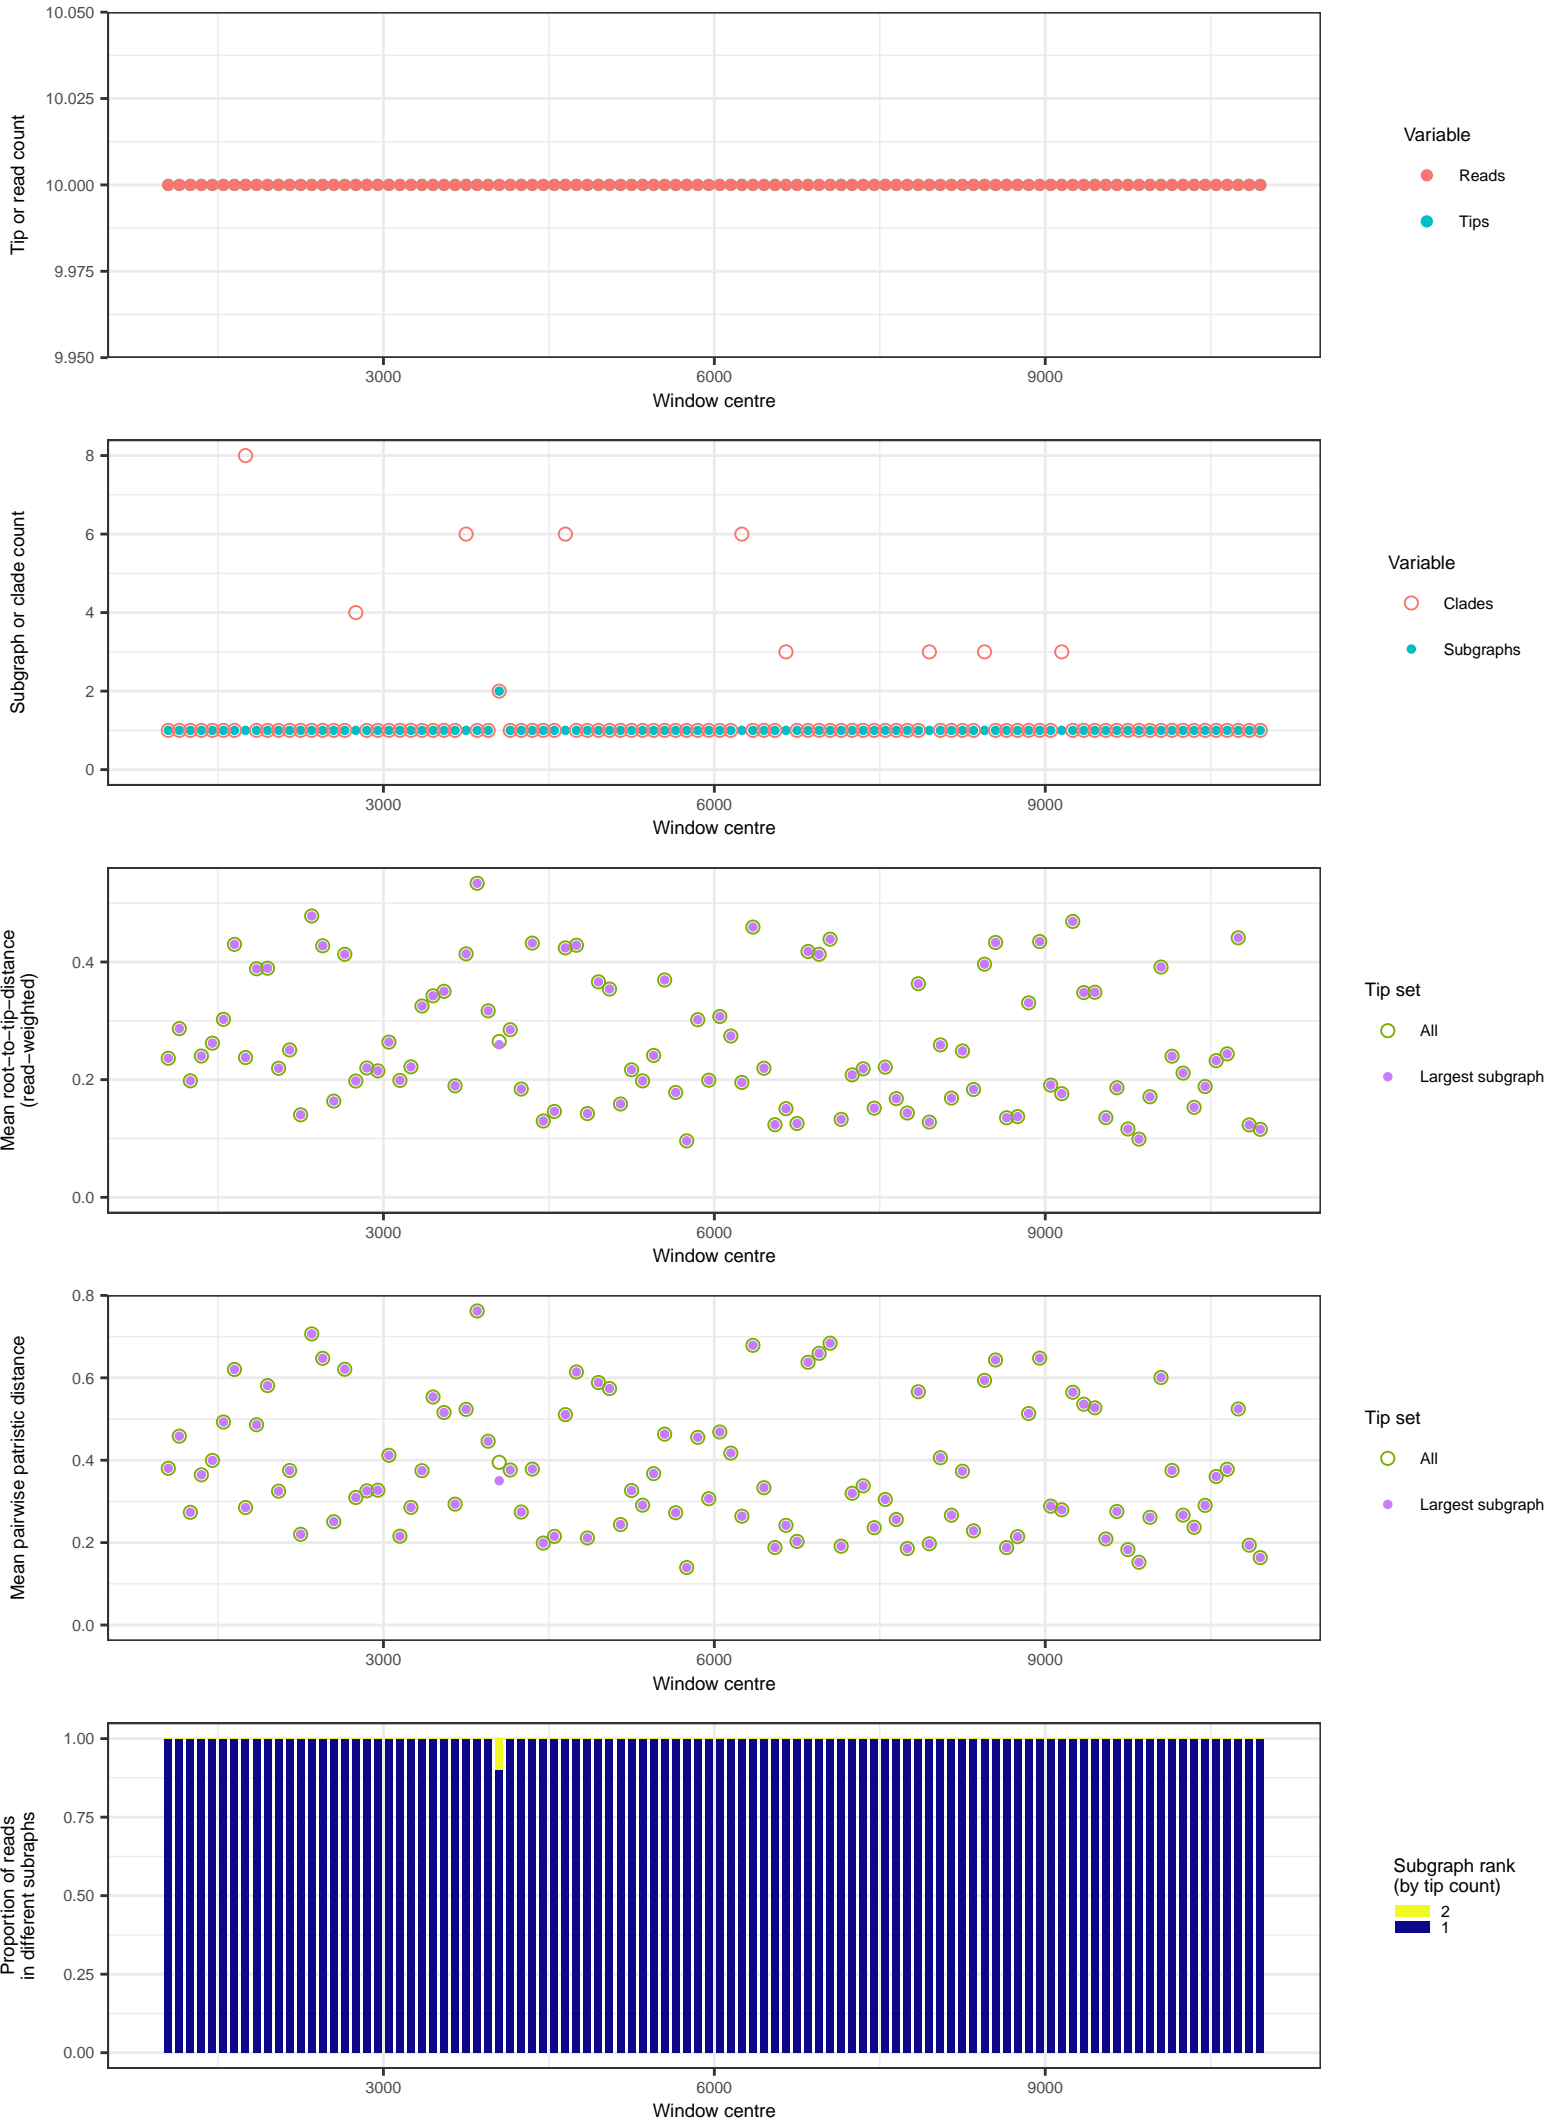 10.050
10.025
10.000
9.975
9.950
Tip or read count
3000
6000
9000
Window centre
Variable
Reads
Tips
8
6
4
2
0
Subgraph or clade count
3000
6000
9000
Window centre
Variable
Clades
Subgraphs
0.4
0.2
0.0
Mean root−to−tip−distance
(read−weighted)
3000
6000
9000
Window centre
Tip set
All
Largest subgraph
0.8
0.6
0.4
0.2
0.0
Mean pairwise patristic distance
3000
6000
9000
Window centre
Tip set
All
Largest subgraph
1.00
0.75
0.50
0.25
0.00
Proportion of reads
in different subraphs
3000
6000
9000
Window centre
Subgraph rank
(by tip count)
2
1